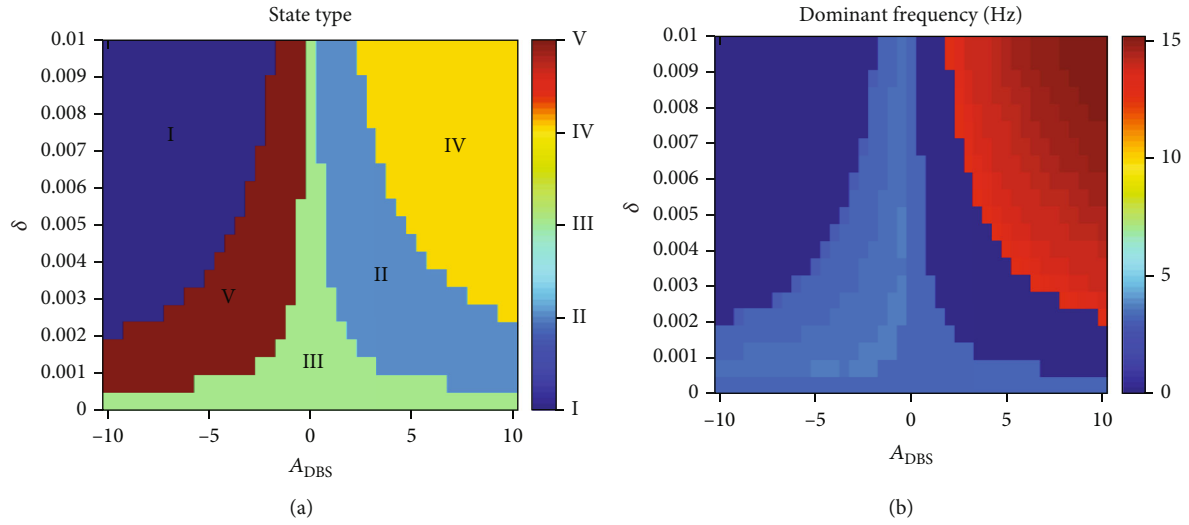 State type
0.01
0.009
0.008
0.007
0.006
0.005
0.004
0.003
0.002
0.001
0
δ
−10
−5
0
5
10
A_DBS
I
V
III
II
IV
V
IV
III
II
I
(a)
Dominant frequency (Hz)
0.01
0.009
0.008
0.007
0.006
0.005
0.004
0.003
0.002
0.001
0
δ
−10
−5
0
5
10
A_DBS
15
10
5
0
(b)